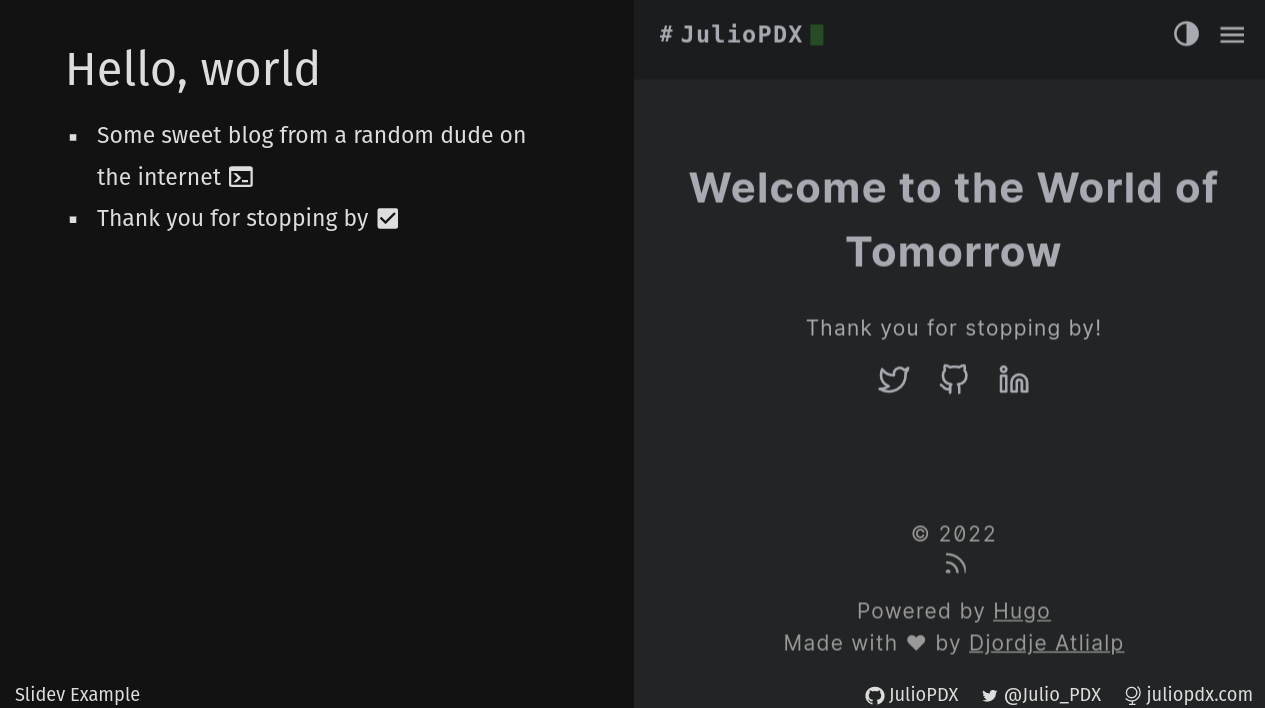 Hello, world
Some sweet blog from a random dude on
the internet
Thank you for stopping by
# JulioPDX
Welcome to the World of
Tomorrow
Thank you for stopping by!
© 2022
Powered by Hugo
Made with ❤ by Djordje Atlialp
Slidev Example
JulioPDX @Julio_PDX juliopdx.com